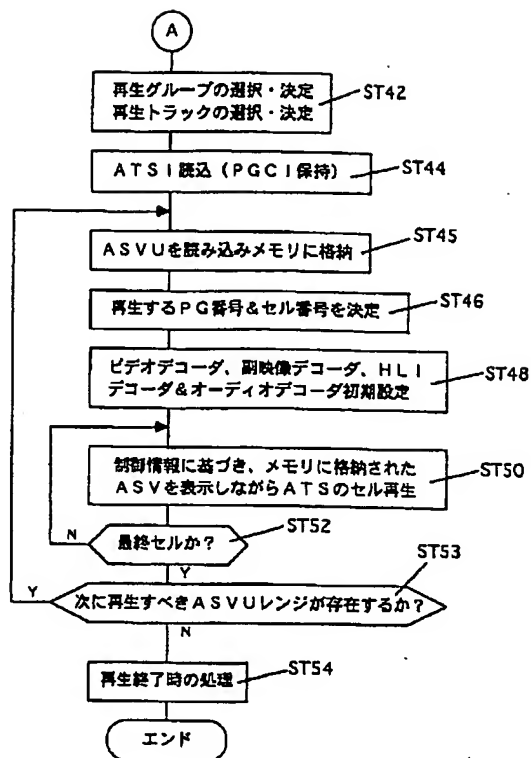 A
再生グループの選択・決定
再生トラックの選択・決定
ST42
ATSI読込（PGCI保持）
ST44
ASVUを読み込みメモリに格納
ST45
再生するPG番号＆セル番号を決定
ST46
ビデオデコーダ、副映像デコーダ、HLI
デコーダ＆オーディオデコーダ初期設定
ST48
制御情報に基づき、メモリに格納された
ASVを表示しながらATSのセル再生
ST50
最終セルか？
ST52
N
Y
次に再生すべきASVUレンジが存在するか？
ST53
Y
N
再生終了時の処理
ST54
エンド